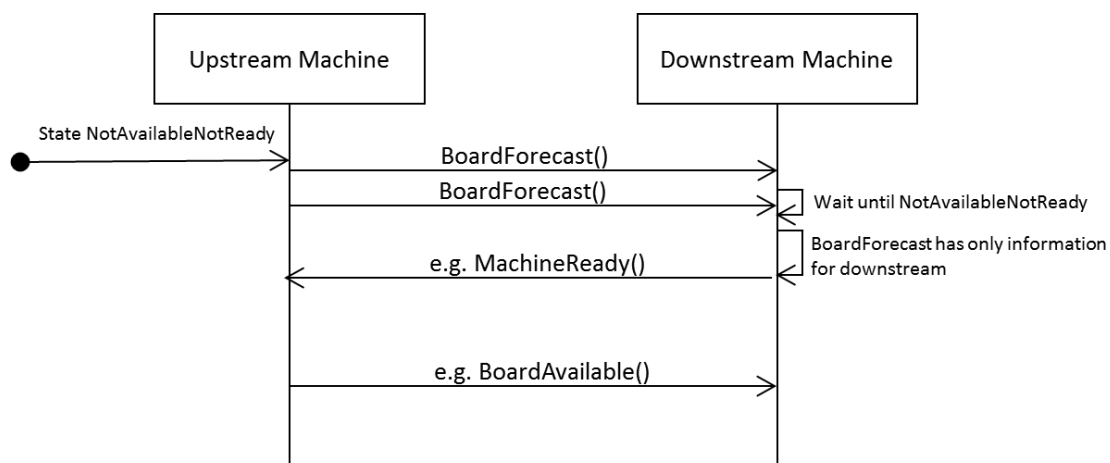 Upstream Machine
Downstream Machine
State NotAvailableNotReady
BoardForecast()
BoardForecast()
Wait until NotAvailableNotReady
BoardForecast has only information
for downstream
e.g. MachineReady()
e.g. BoardAvailable()